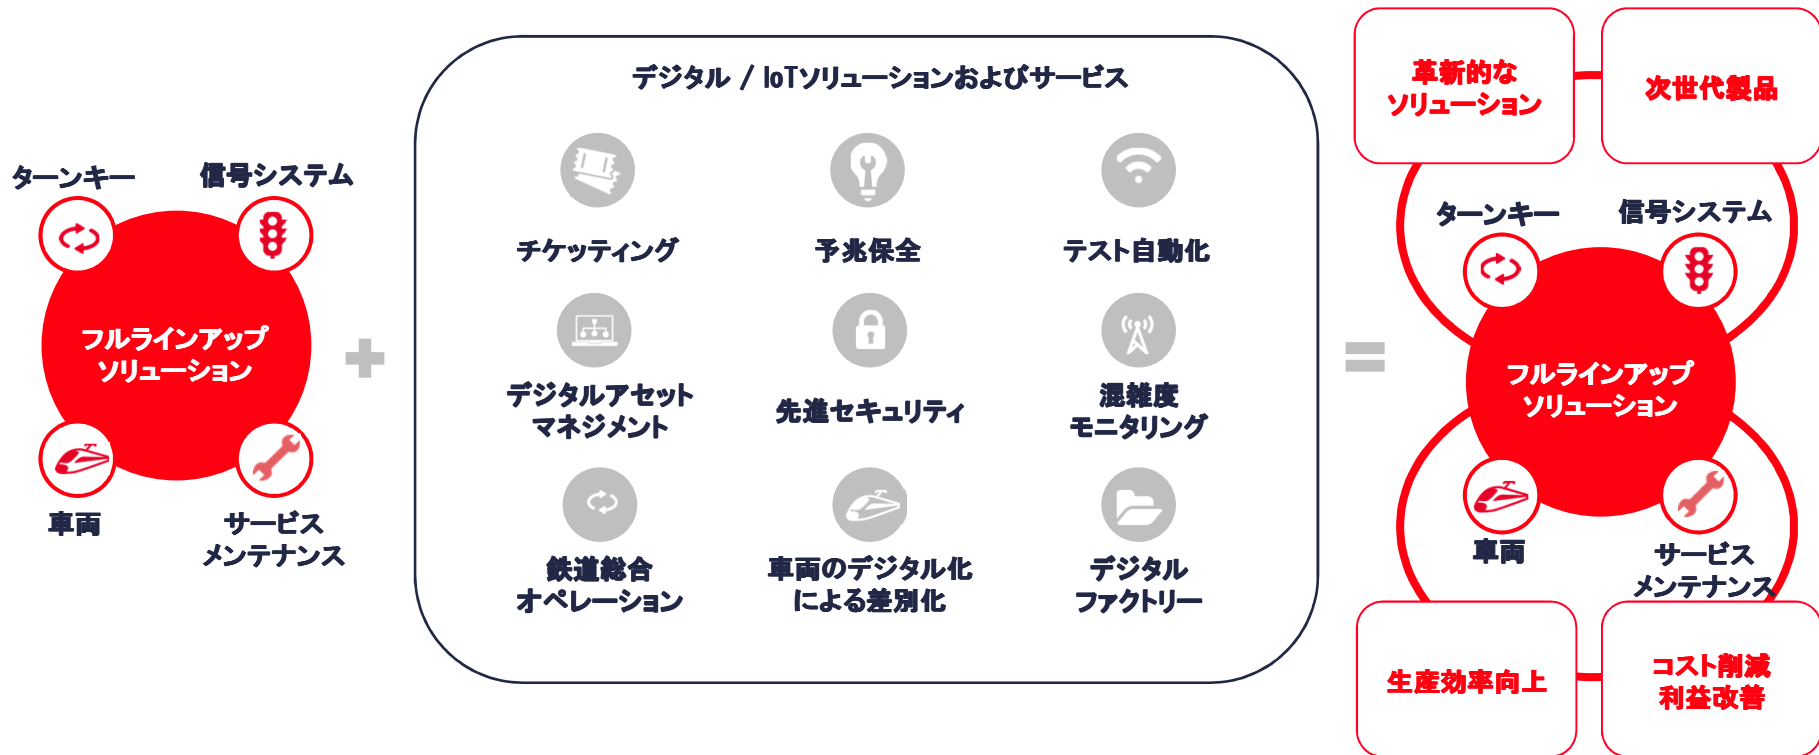 ターンキー
信号システム
フルラインアップ
ソリューション
車両
サービス
メンテナンス
デジタル / IoTソリューションおよびサービス
チケッティング
予兆保全
テスト自動化
デジタルアセット
マネジメント
先進セキュリティ
混雑度
モニタリング
鉄道総合
オペレーション
車両のデジタル化
による差別化
デジタル
ファクトリー
革新的な
ソリューション
次世代製品
ターンキー
信号システム
フルラインアップ
ソリューション
車両
サービス
メンテナンス
生産効率向上
コスト削減
利益改善